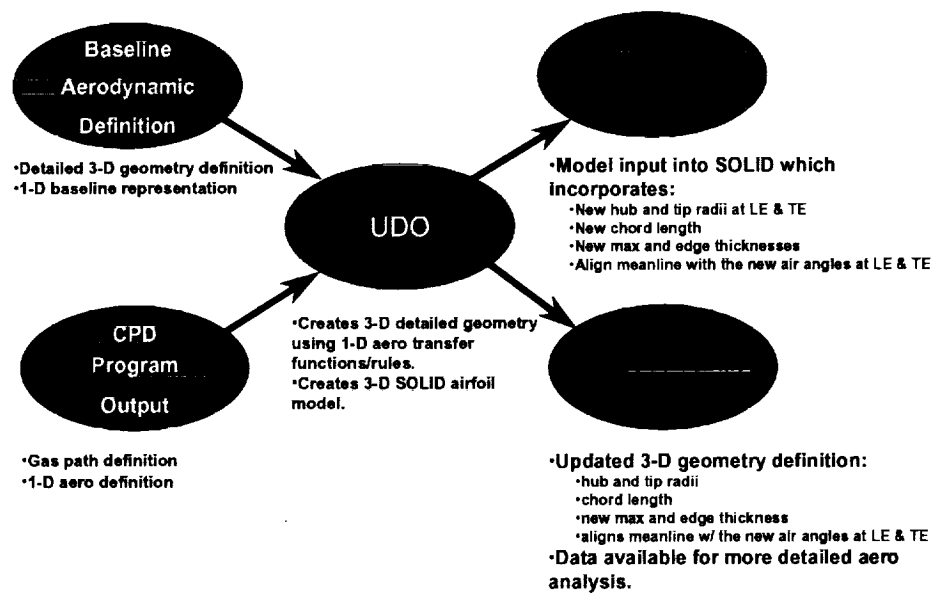 Baseline
Aerodynamic
Definition
•Detailed 3-D geometry definition
•1-D baseline representation
UDO
•Model input into SOLID which
incorporates:
•New hub and tip radii at LE & TE
•New chord length
•New max and edge thicknesses
•Align meanline with the new air angles at LE & TE
CPD
Program
Output
•Gas path definition
•1-D aero definition
•Creates 3-D detailed geometry
using 1-D aero transfer
functions/rules.
•Creates 3-D SOLID airfoil
model.
•Updated 3-D geometry definition:
•hub and tip radii
•chord length
•new max and edge thickness
•aligns meanline w/ the new air angles at LE & TE
•Data available for more detailed aero
analysis.